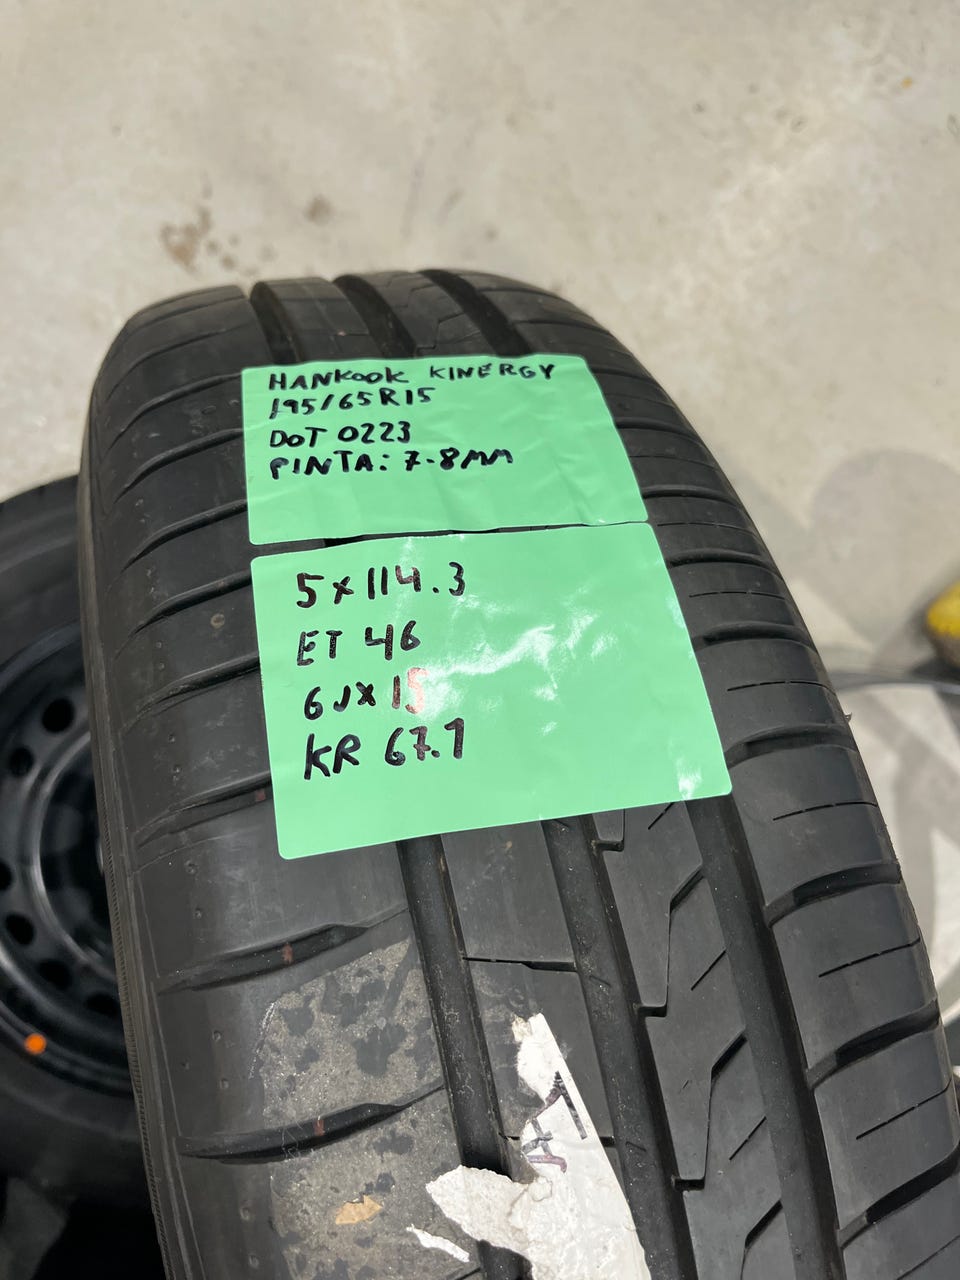 HANKOOK KINERGY
195/65R15
DOT 0223
PINTA: 7-8MM
5x114.3
ET 46
6Jx15
KR 67.1